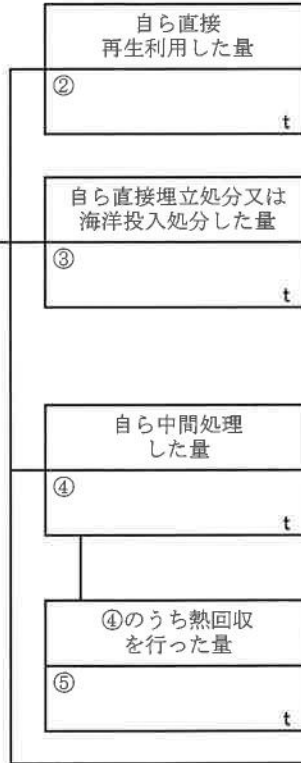 自ら直接
再生利用した量
②
t
自ら直接埋立処分又は
海洋投入処分した量
③
t
自ら中間処理
した量
④
t
④のうち熱回収
を行った量
⑤
t